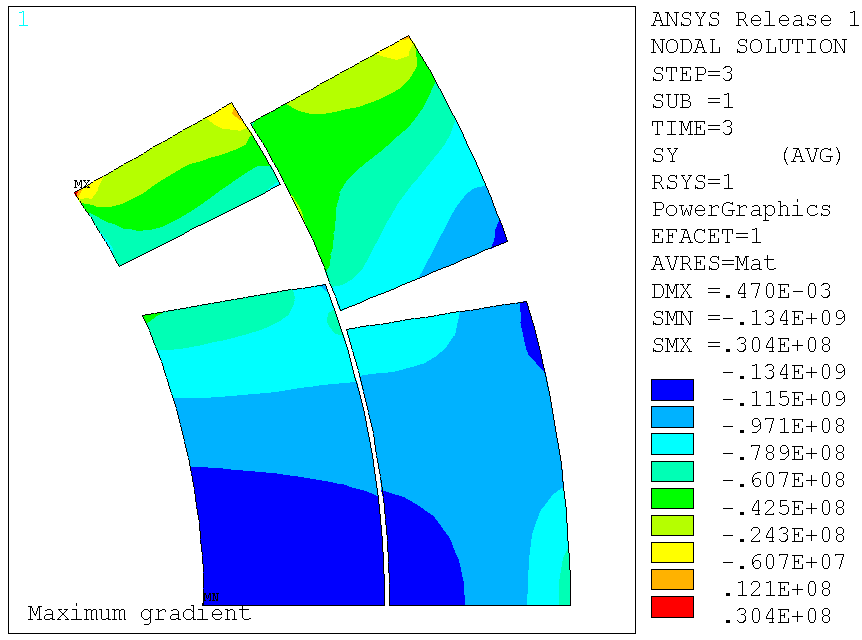 1
ANSYS Release 1
NODAL SOLUTION
STEP=3
SUB =1
TIME=3
SY (AVG)
RSYS=1
PowerGraphics
EFACET=1
AVRES=Mat
DMX =.470E-03
SMN =-.134E+09
SMX =.304E+08
-.134E+09
-.115E+09
-.971E+08
-.789E+08
-.607E+08
-.425E+08
-.243E+08
-.607E+07
.121E+08
.304E+08
MX
MN
Maximum gradient